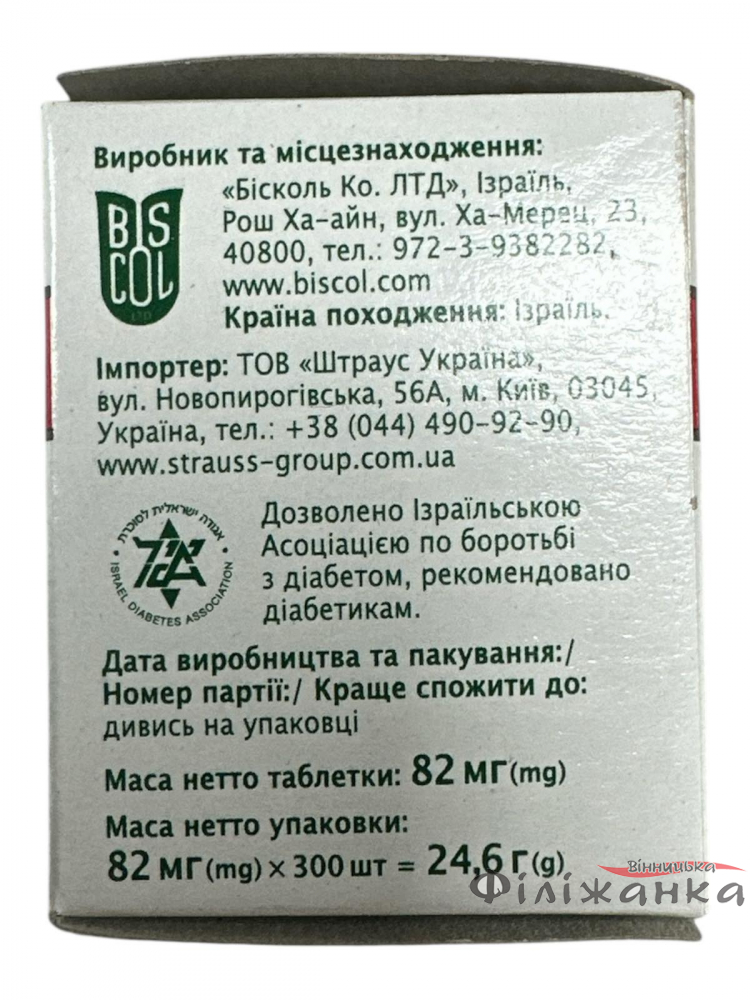 Виробник та місцезнаходження:
BIS
COL
LTD
«Бісколь Ко. ЛТД», Ізраїль,
Рош Ха-айн, вул. Ха-Мерец, 23,
40800, тел.: 972-3-9382282,
www.biscol.com
Країна походження: Ізраїль.
Імпортер: ТОВ «Штраус Україна»,
вул. Новопирогівська, 56А, м. Київ, 03045,
Україна, тел.: +38 (044) 490-92-90,
www.strauss-group.com.ua
אגודה ישראלית לסוכרת
ISRAEL DIABETES ASSOCIATION
Дозволено Ізраїльською
Асоціацією по боротьбі
з діабетом, рекомендовано
діабетикам.
Дата виробництва та пакування:/
Номер партії:/ Краще спожити до:
дивись на упаковці
Маса нетто таблетки: 82 мг(mg)
Маса нетто упаковки:
82 мг(mg) × 300 шт = 24,6 г(g)
Вінницька
Філіжанка